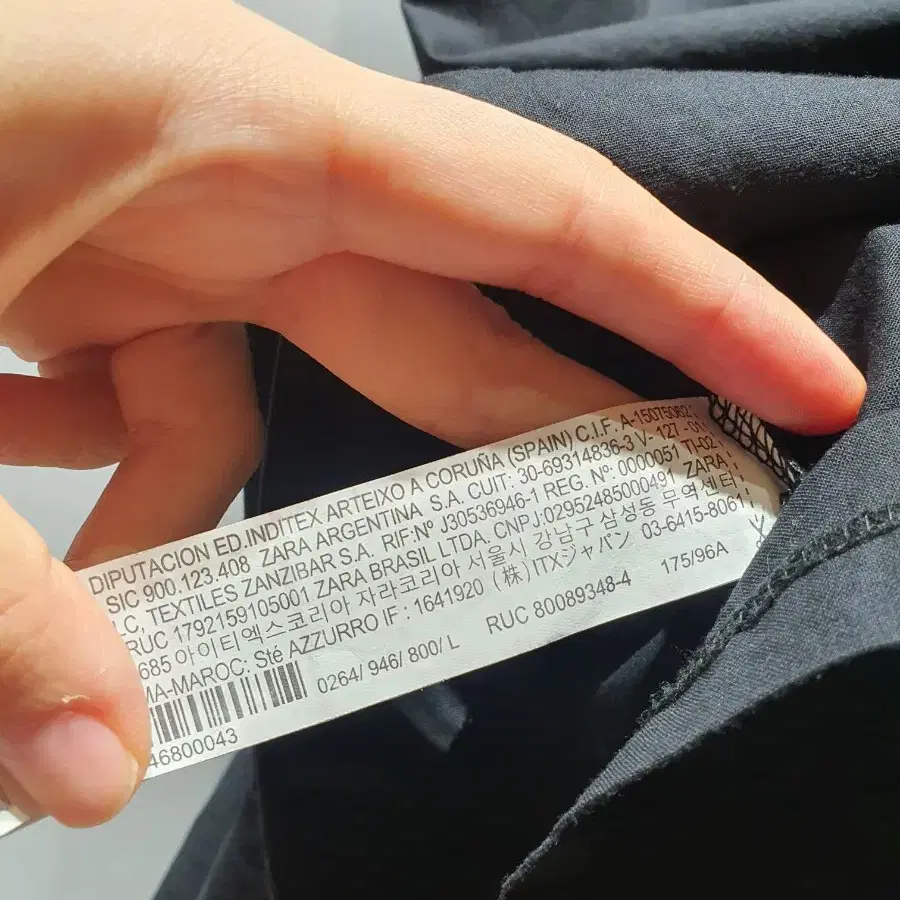 DIPUTACION ED.INDITEX ARTEIXO A CORUÑA (SPAIN) C.I.F. A-15075062
SIC 900.123.408 ZARA ARGENTINA S.A. CUIT: 30-69314836-3 V- 127 -01
C, TEXTILES ZANZIBAR S.A. RIF:Nº J30536946-1 REG. Nº 0000051 TI-02
RUC 1792159105001 ZARA BRASIL LTDA. CNPJ.02952485000491 ZARA
685 아이티엑스코리아 자라코리아 서울시 강남구 삼성동 무역센터
MA-MAROC: Sté AZZURRO IF : 1641920 (株) ITXジャパン 03-6415-8061
0264/ 946/ 800/ L RUC 80089348-4 175/96A
46800043